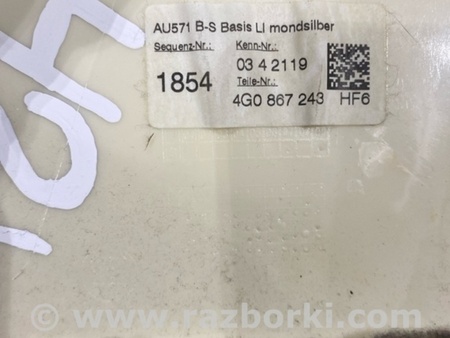 AU571 B-S Basis LI mondsilber
Sequenz-Nr.: Kenn-Nr.:
03 4 2119
1854 Teile-Nr.:
4G0 867 243 HF6
www.razborki.com